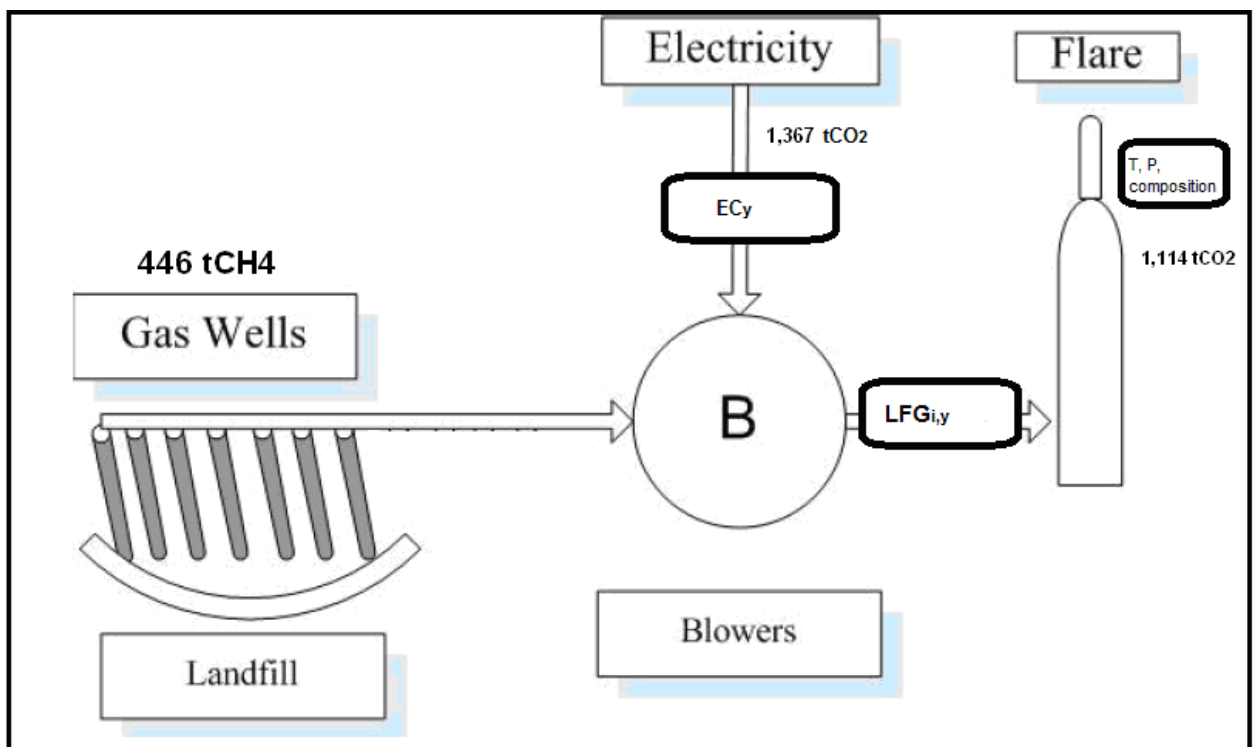 Electricity
Flare
1,367 tCO2
T, P,
composition
ECy
446 tCH4
1,114 tCO2
Gas Wells
B
LFGi,y
Blowers
Landfill